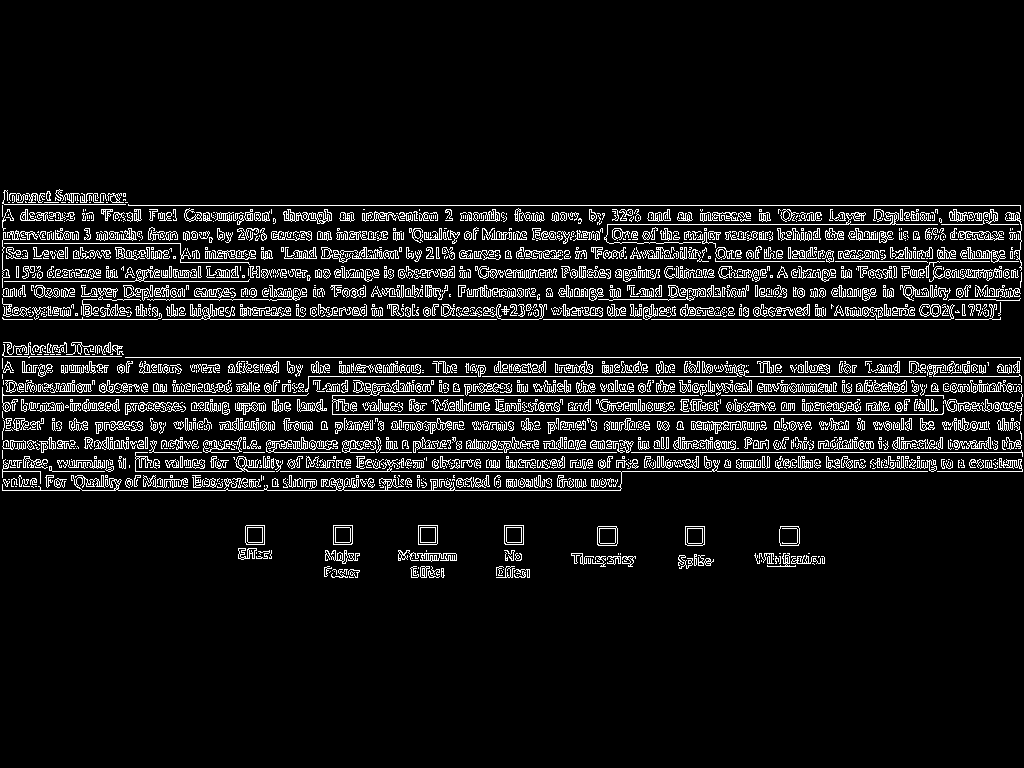 Impact Summary:
A decrease in 'Fossil Fuel Consumption', through an intervention 2 months from now, by 32% and an increase in 'Ozone Layer Depletion', through an
intervention 3 months from now, by 20% causes an increase in 'Quality of Marine Ecosystem'. One of the major reasons behind the change is a 6% decrease in
'Sea Level above Baseline'. An increase in 'Land Degradation' by 21% causes a decrease in 'Food Availability'. One of the leading reasons behind the change is
a 15% decrease in 'Agricultural Land'. However, no change is observed in 'Government Policies against Climate Change'. A change in 'Fossil Fuel Consumption'
and 'Ozone Layer Depletion' causes no change in 'Food Availability'. Furthermore, a change in 'Land Degradation' leads to no change in 'Quality of Marine
Ecosystem'. Besides this, the highest increase is observed in 'Risk of Diseases(+23%)' whereas the highest decrease is observed in 'Atmospheric CO2(-17%)'.
Projected Trends:
A large number of factors were affected by the interventions. The top detected trends include the following. The values for 'Land Degradation' and
'Deforestation' observe an increased rate of rise. 'Land Degradation' is a process in which the value of the biophysical environment is affected by a combination
of human-induced processes acting upon the land. The values for 'Methane Emissions' and 'Greenhouse Effect' observe an increased rate of fall. 'Greenhouse
Effect' is the process by which radiation from a planet's atmosphere warms the planet's surface to a temperature above what it would be without this
atmosphere. Radiatively active gases(i.e. greenhouse gases) in a planet's atmosphere radiate energy in all directions. Part of this radiation is directed towards the
surface, warming it. The values for 'Quality of Marine Ecosystem' observe an increased rate of rise followed by a small decline before stabilizing to a constant
value. For 'Quality of Marine Ecosystem', a sharp negative spike is projected 6 months from now.
Effect Major Factor Maximum Effect No Effect Timeseries Spike Wikification